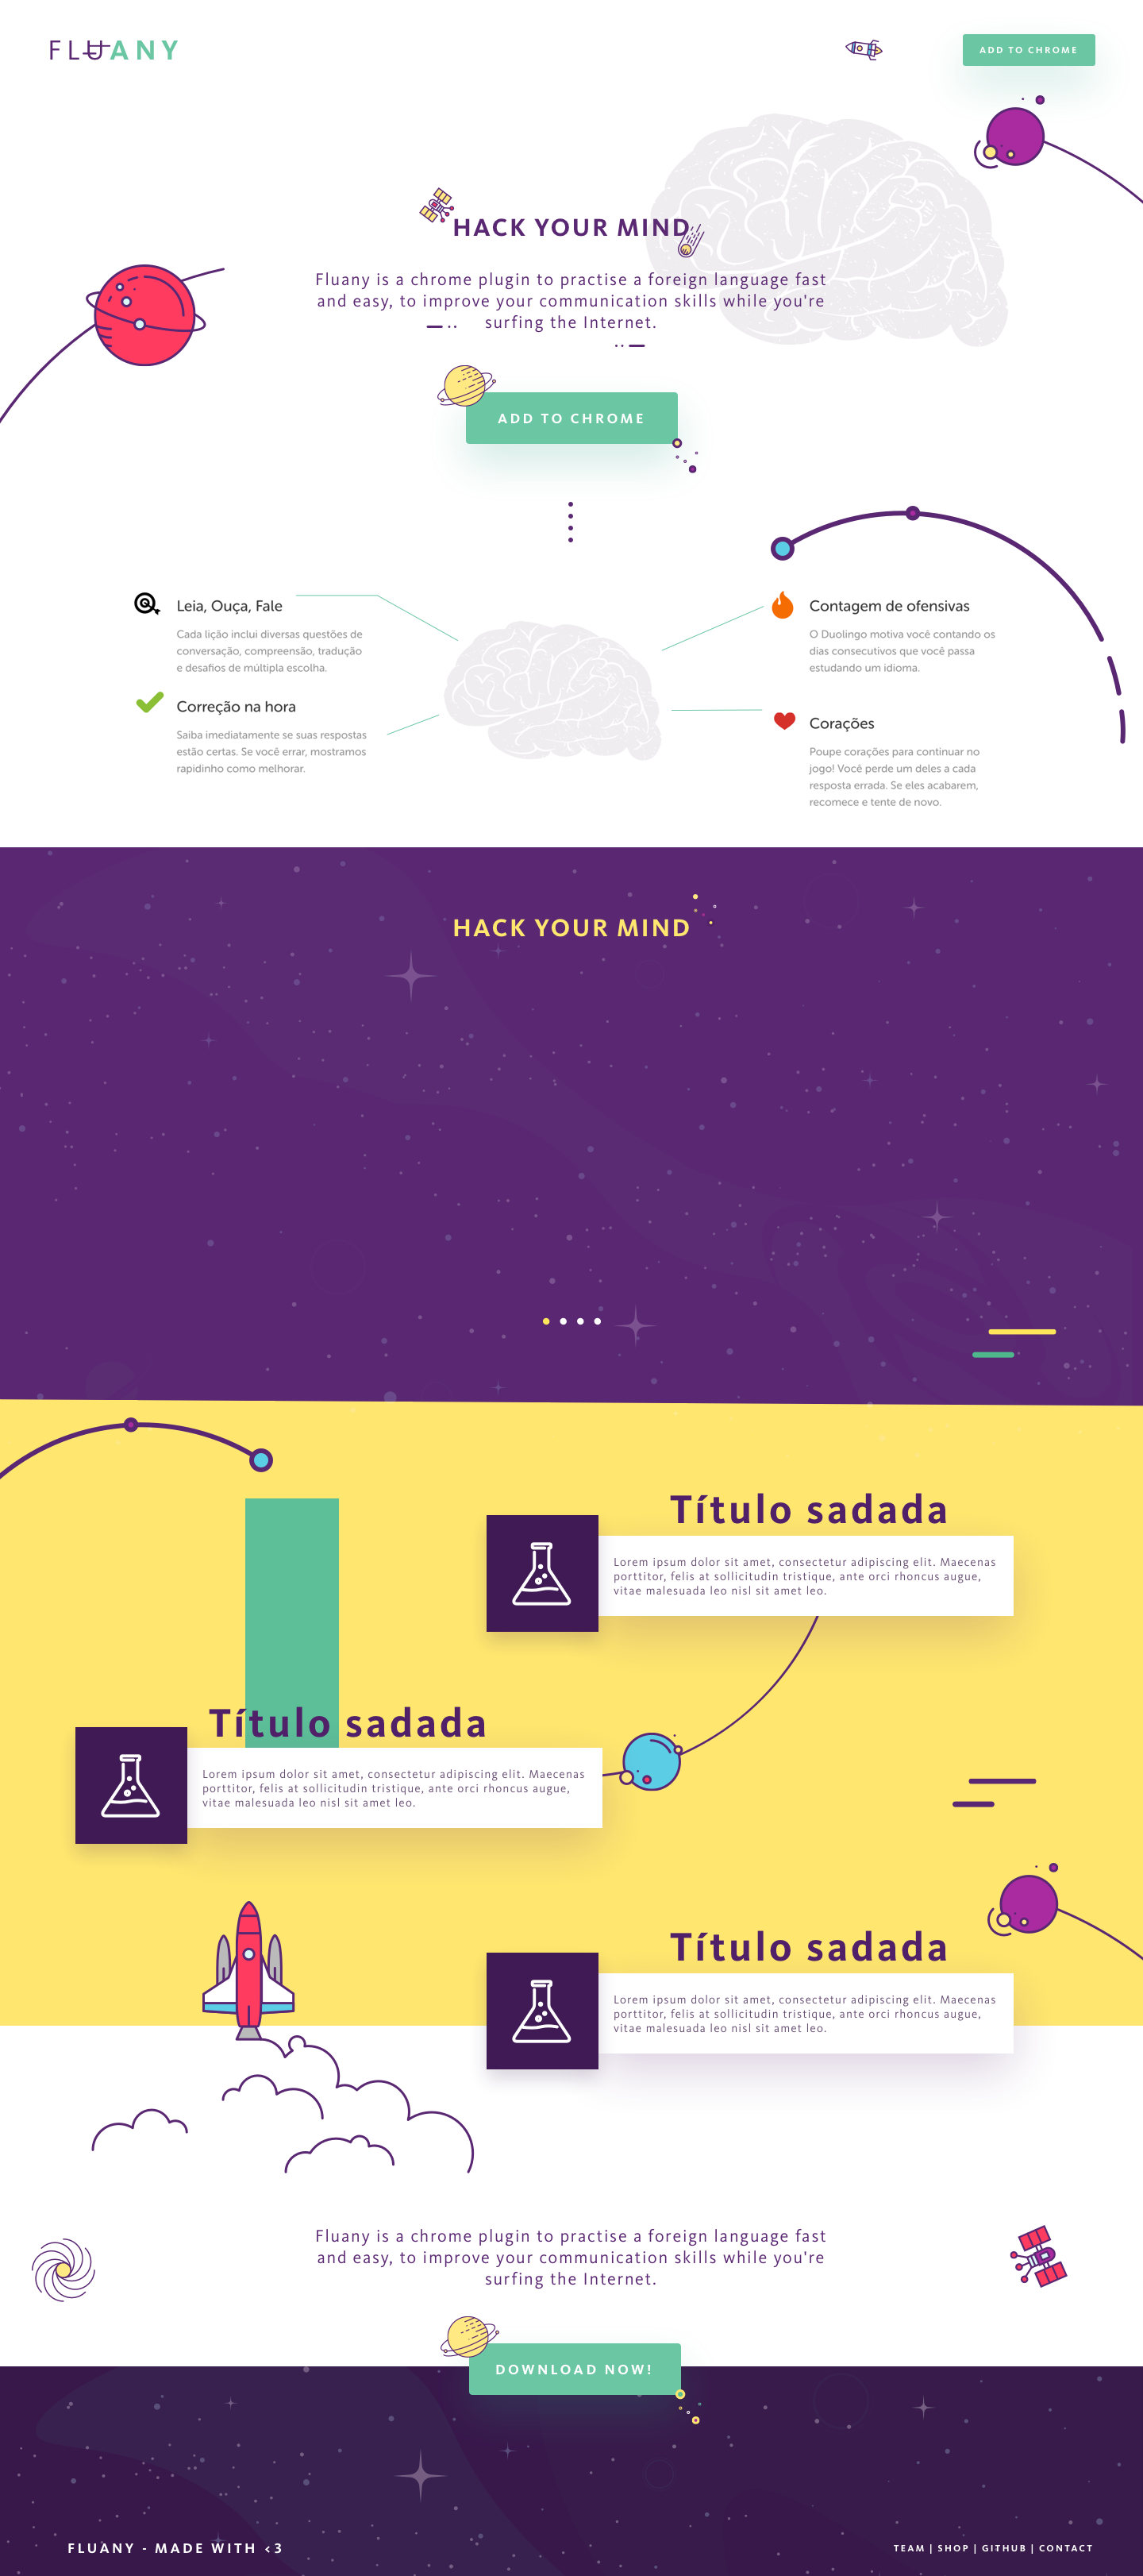 FLUANY
ADD TO CHROME
HACK YOUR MIND
Fluany is a chrome plugin to practise a foreign language fast
and easy, to improve your communication skills while you're
surfing the Internet.
ADD TO CHROME
Leia, Ouça, Fale
Cada lição inclui diversas questões de
conversação, compreensão, tradução
e desafios de múltipla escolha.
Correção na hora
Saiba imediatamente se suas respostas
estão certas. Se você errar, mostramos
rapidinho como melhorar.
Contagem de ofensivas
O Duolingo motiva você contando os
dias consecutivos que você passa
estudando um idioma.
Corações
Poupe corações para continuar no
jogo! Você perde um deles a cada
resposta errada. Se eles acabarem,
recomece e tente de novo.
HACK YOUR MIND
Título sadada
Lorem ipsum dolor sit amet, consectetur adipiscing elit. Maecenas
porttitor, felis at sollicitudin tristique, ante orci rhoncus augue,
vitae malesuada leo nisl sit amet leo.
Título sadada
Lorem ipsum dolor sit amet, consectetur adipiscing elit. Maecenas
porttitor, felis at sollicitudin tristique, ante orci rhoncus augue,
vitae malesuada leo nisl sit amet leo.
Título sadada
Lorem ipsum dolor sit amet, consectetur adipiscing elit. Maecenas
porttitor, felis at sollicitudin tristique, ante orci rhoncus augue,
vitae malesuada leo nisl sit amet leo.
Fluany is a chrome plugin to practise a foreign language fast
and easy, to improve your communication skills while you're
surfing the Internet.
DOWNLOAD NOW!
FLUANY - MADE WITH <3
TEAM | SHOP | GITHUB | CONTACT